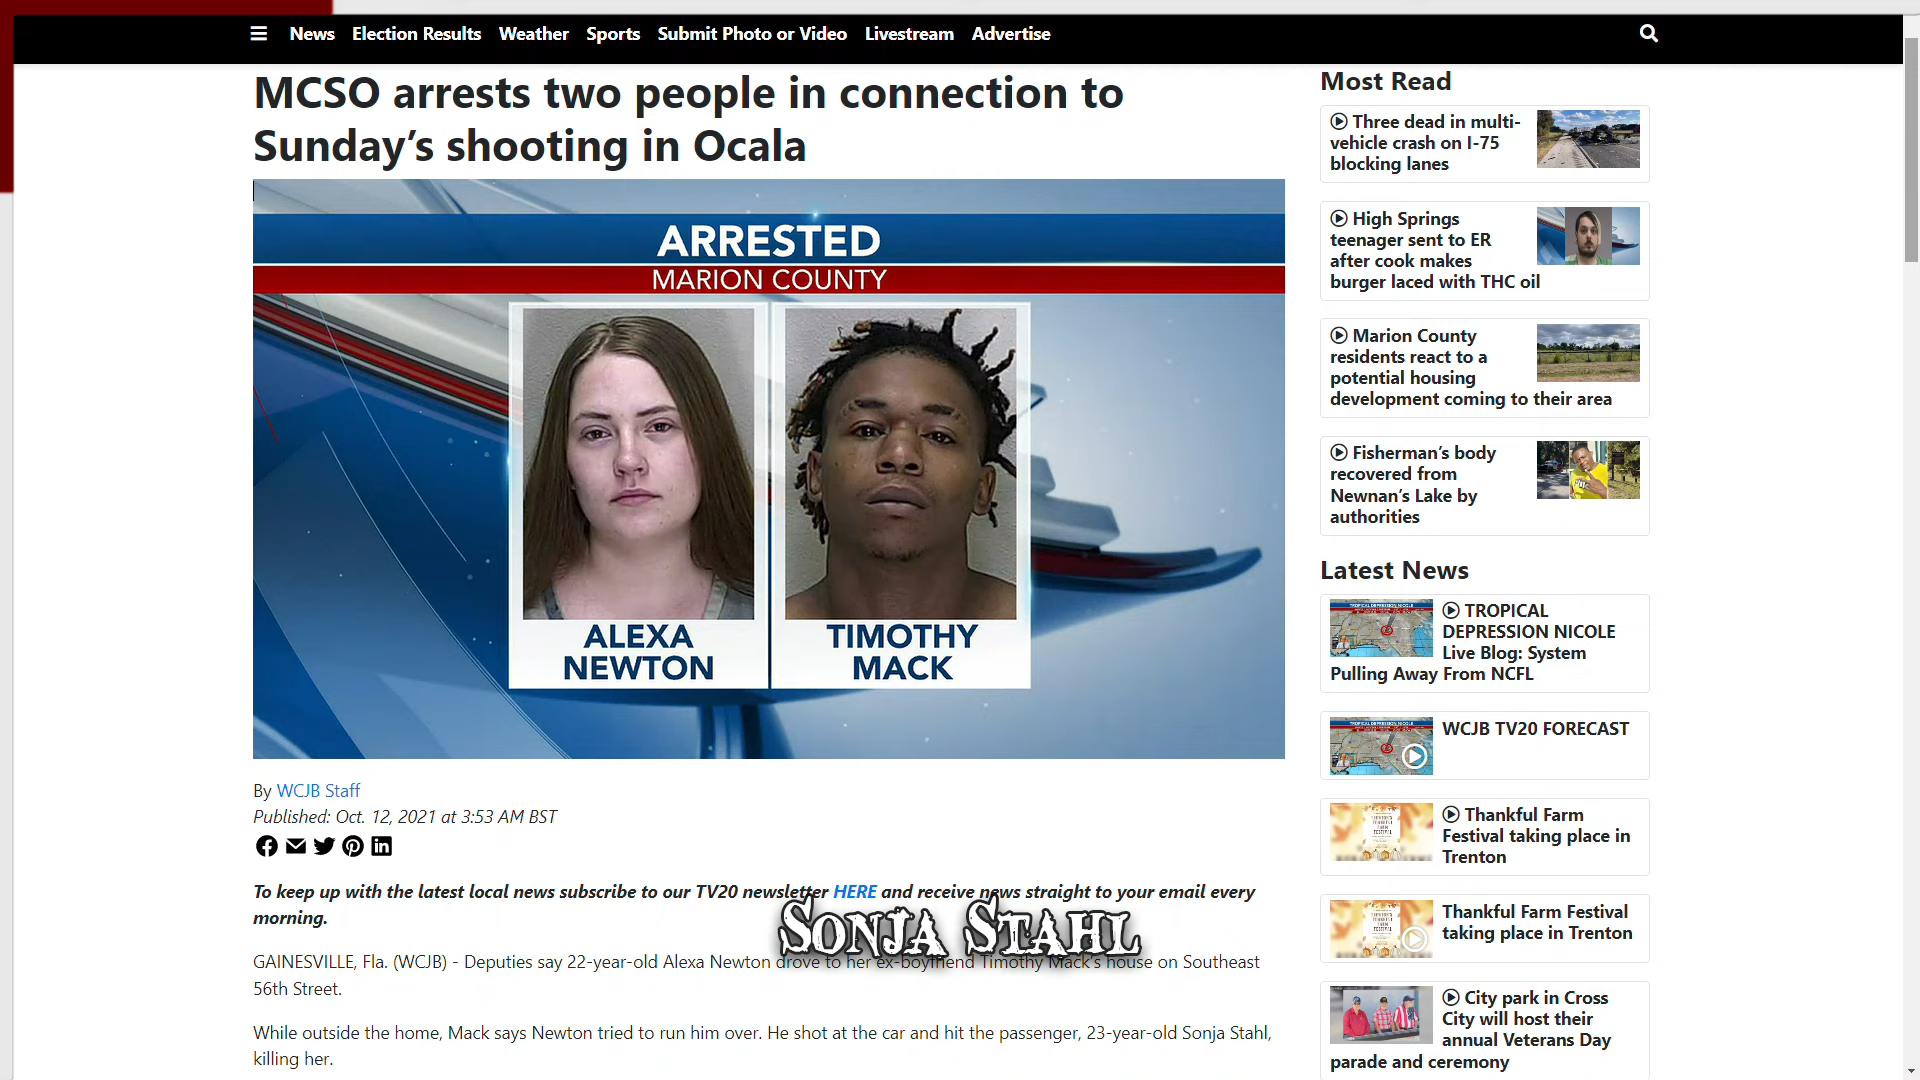 News Election Results Weather Sports Submit Photo or Video Livestream Advertise
MCSO arrests two people in connection to
Sunday’s shooting in Ocala
ARRESTED
MARION COUNTY
ALEXA
NEWTON
TIMOTHY
MACK
By WCJB Staff
Published: Oct. 12, 2021 at 3:53 AM BST
To keep up with the latest local news subscribe to our TV20 newsletter HERE and receive news straight to your email every
morning.
Sonja Stahl
GAINESVILLE, Fla. (WCJB) - Deputies say 22-year-old Alexa Newton drove to her ex-boyfriend Timothy Mack’s house on Southeast
56th Street.
While outside the home, Mack says Newton tried to run him over. He shot at the car and hit the passenger, 23-year-old Sonja Stahl,
killing her.
Most Read
Three dead in multi-
vehicle crash on I-75
blocking lanes
High Springs
teenager sent to ER
after cook makes
burger laced with THC oil
Marion County
residents react to a
potential housing
development coming to their area
Fisherman’s body
recovered from
Newnan’s Lake by
authorities
Latest News
TROPICAL DEPRESSION NICOLE
TROPICAL
DEPRESSION NICOLE
Live Blog: System
Pulling Away From NCFL
TROPICAL DEPRESSION NICOLE
WCJB TV20 FORECAST
Thankful Farm
Festival taking place in
Trenton
Thankful Farm Festival
taking place in Trenton
City park in Cross
City will host their
annual Veterans Day
parade and ceremony